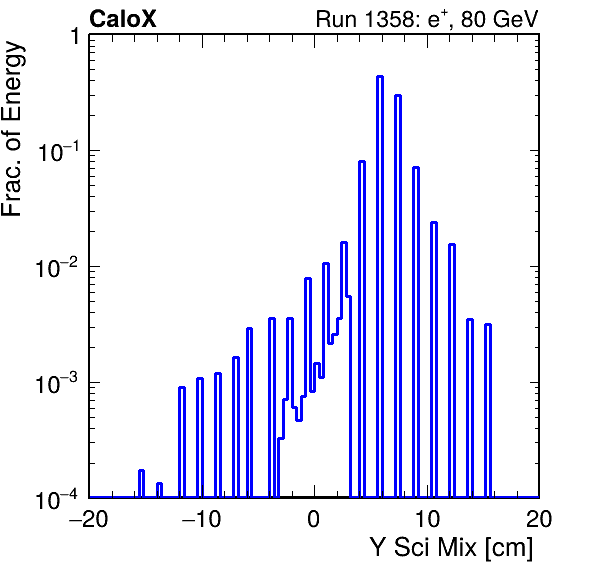 CaloX Run 1358: e⁺, 80 GeV
Frac. of Energy
1
10⁻¹
10⁻²
10⁻³
10⁻⁴
−20 −10 0 10 20
Y Sci Mix [cm]